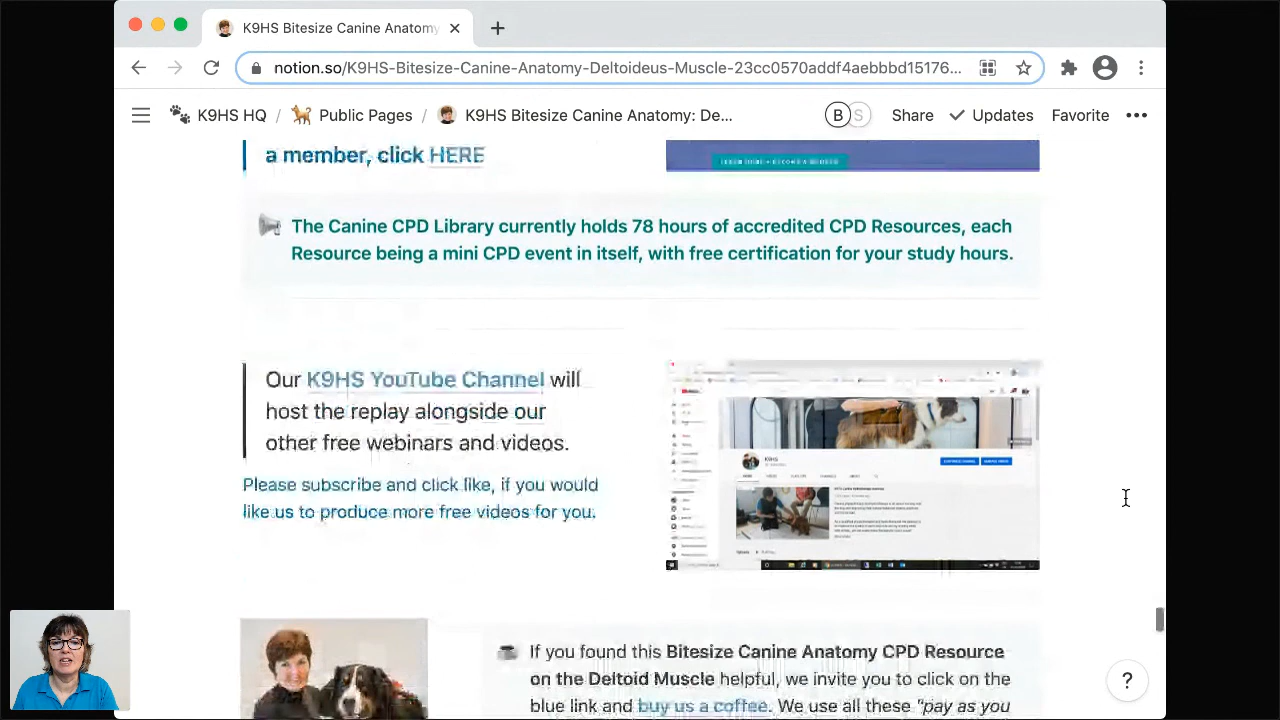 K9HS Bitesize Canine Anatomy
notion.so/K9HS-Bitesize-Canine-Anatomy-Deltoideus-Muscle-23cc0570addf4aebbbd15176...
K9HS HQ / Public Pages / K9HS Bitesize Canine Anatomy: De...
B S Share Updates Favorite
a member, click HERE
The Canine CPD Library currently holds 78 hours of accredited CPD Resources, each
Resource being a mini CPD event in itself, with free certification for your study hours.
Our K9HS YouTube Channel will
host the replay alongside our
other free webinars and videos.
Please subscribe and click like, if you would
like us to produce more free videos for you.
K9HS
If you found this Bitesize Canine Anatomy CPD Resource
on the Deltoid Muscle helpful, we invite you to click on the
blue link and buy us a coffee. We use all these "pay as you
?